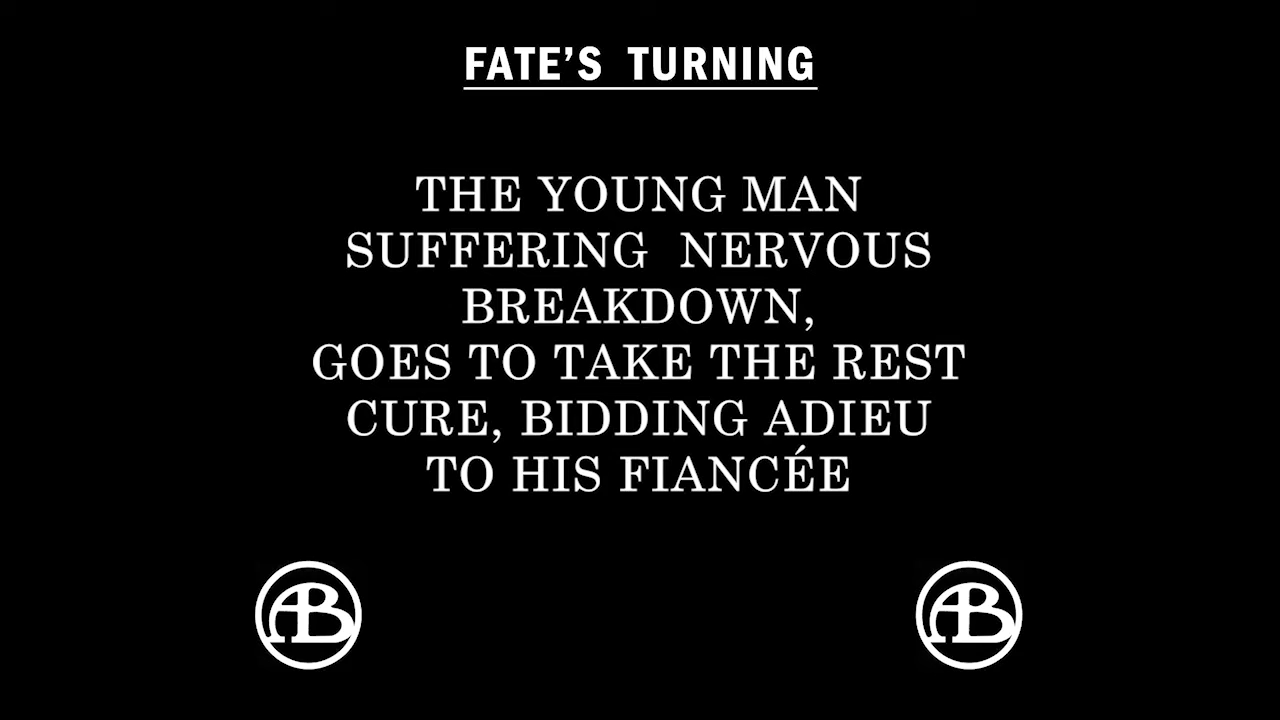 FATE’S TURNING
THE YOUNG MAN
SUFFERING NERVOUS
BREAKDOWN,
GOES TO TAKE THE REST
CURE, BIDDING ADIEU
TO HIS FIANCÉE
AB AB